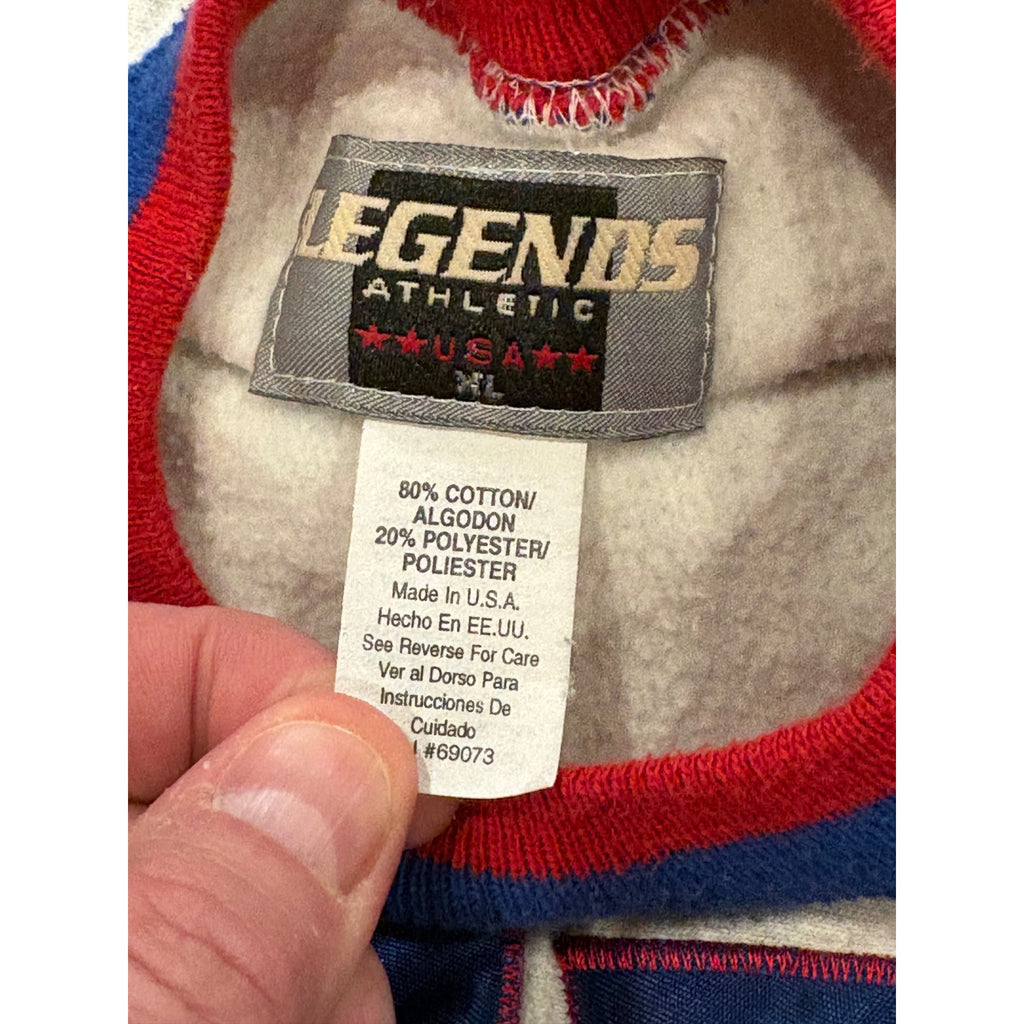 LEGENDS
ATHLETIC
★★USA★★
XL
80% COTTON/
ALGODON
20% POLYESTER/
POLIESTER
Made In U.S.A.
Hecho En EE.UU.
See Reverse For Care
Ver al Dorso Para
Instrucciones De
Cuidado
#69073